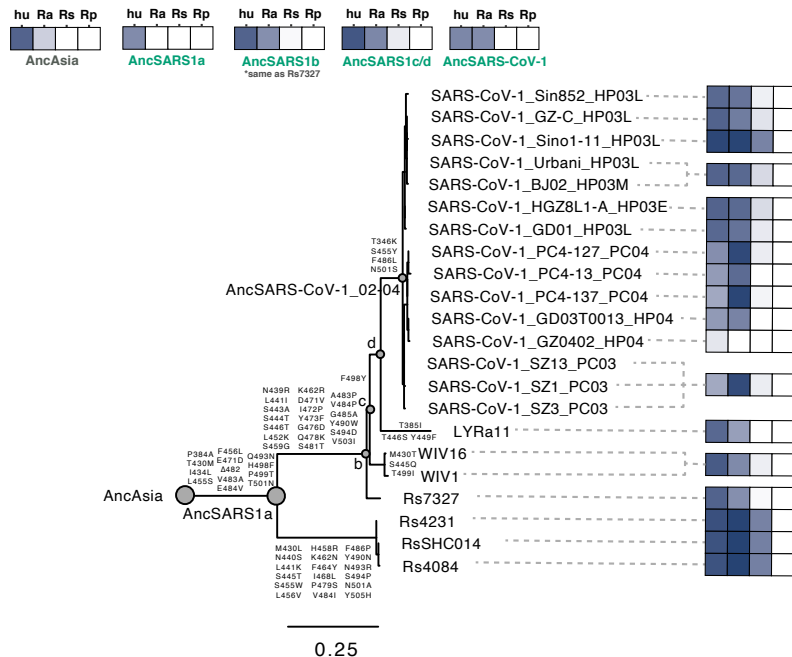 hu Ra Rs Rp
hu Ra Rs Rp
hu Ra Rs Rp
hu Ra Rs Rp
hu Ra Rs Rp
AncAsia
AncSARS1a
AncSARS1b
*same as Rs7327
AncSARS1c/d
AncSARS-CoV-1
SARS-CoV-1_Sin852_HP03L
SARS-CoV-1_GZ-C_HP03L
SARS-CoV-1_Sino1-11_HP03L
SARS-CoV-1_Urbani_HP03L
SARS-CoV-1_BJ02_HP03M
SARS-CoV-1_HGZ8L1-A_HP03E
SARS-CoV-1_GD01_HP03L
SARS-CoV-1_PC4-127_PC04
SARS-CoV-1_PC4-13_PC04
SARS-CoV-1_PC4-137_PC04
SARS-CoV-1_GD03T0013_HP04
SARS-CoV-1_GZ0402_HP04
SARS-CoV-1_SZ13_PC03
SARS-CoV-1_SZ1_PC03
SARS-CoV-1_SZ3_PC03
LYRa11
WIV16
WIV1
Rs7327
Rs4231
RsSHC014
Rs4084
T346K
S455Y
F486L
N501S
AncSARS-CoV-1_02-04
d
F498Y
c
b
T385I
T446S Y449F
M430T
S445Q
T499I
N439R K462R
L441I D471V A483P
S443A I472P V484P
S444T Y473F G485A
S446T G476D Y490W
L452K Q478K S494D
S459G S481T V503I
P384A F456L Q493N
T430M E471D H498F
I434L Δ482 P499T
L455S V483A T501N
E484V
AncAsia
AncSARS1a
M430L H458R F486P
N440S K462N Y490N
L441K F464Y N493R
S445T I468L S494P
S455W P479S N501A
L456V V484I Y505H
0.25